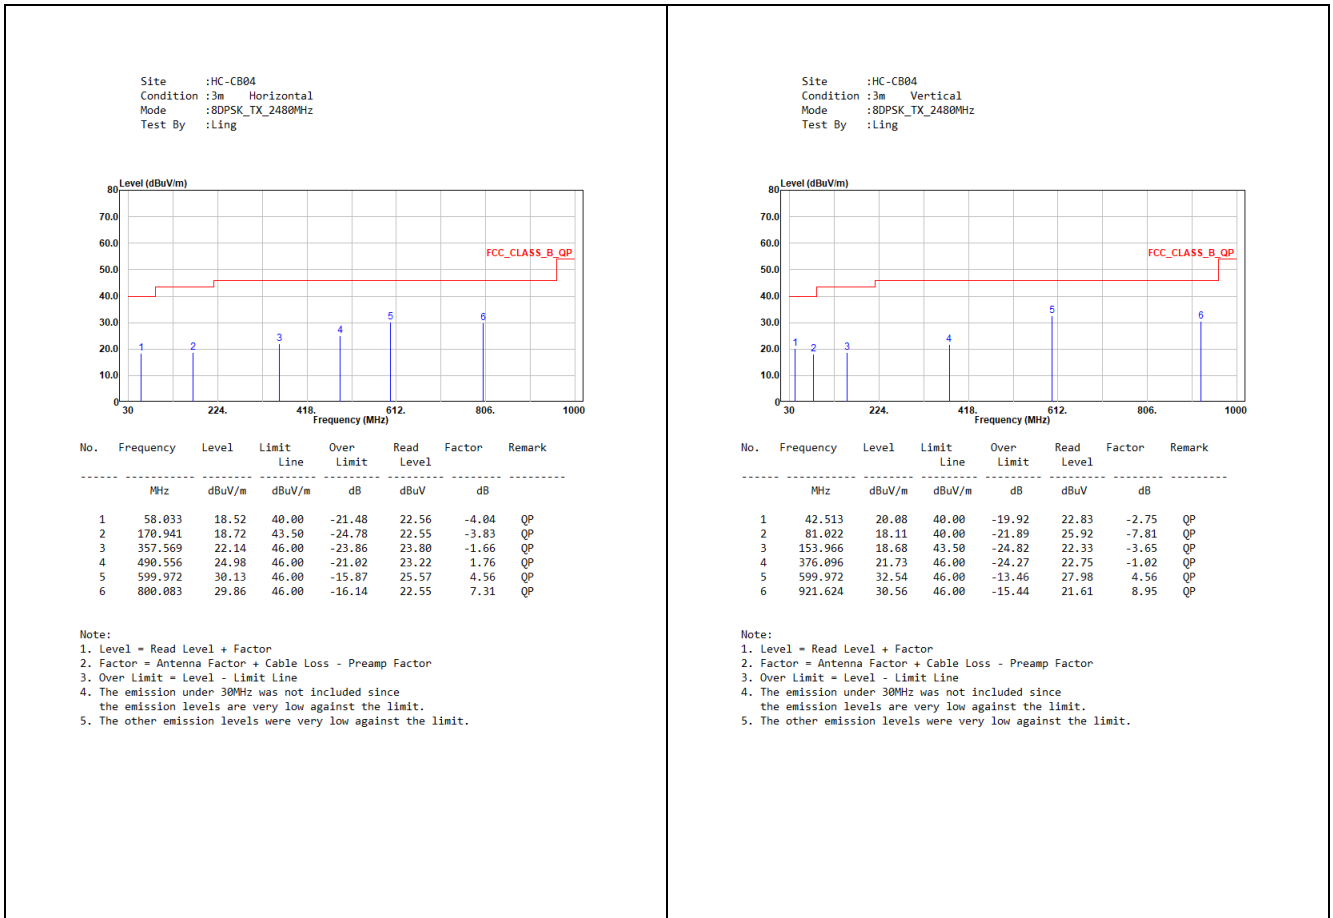 Site      :HC-CB04
Condition :3m    Horizontal
Mode      :8DPSK_TX_2480MHz
Test By   :Ling
Level (dBuV/m)
80
70.0
60.0
FCC_CLASS_B_QP
50.0
40.0
30.0
20.0
10.0
0
1 2 3 4 5 6
30 224. 418. 612. 806. 1000
Frequency (MHz)
No. Frequency Level Limit Over Read Factor Remark
Line Limit Level
------ ----------- -------- --------- -------- -------- ------- ---------
MHz dBuV/m dBuV/m dB dBuV dB
1 58.033 18.52 40.00 -21.48 22.56 -4.04 QP
2 170.941 18.72 43.50 -24.78 22.55 -3.83 QP
3 357.569 22.14 46.00 -23.86 23.80 -1.66 QP
4 490.556 24.98 46.00 -21.02 23.22 1.76 QP
5 599.972 30.13 46.00 -15.87 25.57 4.56 QP
6 800.083 29.86 46.00 -16.14 22.55 7.31 QP
Note:
1. Level = Read Level + Factor
2. Factor = Antenna Factor + Cable Loss - Preamp Factor
3. Over Limit = Level - Limit Line
4. The emission under 30MHz was not included since
the emission levels are very low against the limit.
5. The other emission levels were very low against the limit.
Site      :HC-CB04
Condition :3m    Vertical
Mode      :8DPSK_TX_2480MHz
Test By   :Ling
Level (dBuV/m)
80
70.0
60.0
FCC_CLASS_B_QP
50.0
40.0
30.0
20.0
10.0
0
1 2 3 4 5 6
30 224. 418. 612. 806. 1000
Frequency (MHz)
No. Frequency Level Limit Over Read Factor Remark
Line Limit Level
------ ----------- -------- --------- -------- -------- ------- ---------
MHz dBuV/m dBuV/m dB dBuV dB
1 42.513 20.08 40.00 -19.92 22.83 -2.75 QP
2 81.022 18.11 40.00 -21.89 25.92 -7.81 QP
3 153.966 18.68 43.50 -24.82 22.33 -3.65 QP
4 376.096 21.73 46.00 -24.27 22.75 -1.02 QP
5 599.972 32.54 46.00 -13.46 27.98 4.56 QP
6 921.624 30.56 46.00 -15.44 21.61 8.95 QP
Note:
1. Level = Read Level + Factor
2. Factor = Antenna Factor + Cable Loss - Preamp Factor
3. Over Limit = Level - Limit Line
4. The emission under 30MHz was not included since
the emission levels are very low against the limit.
5. The other emission levels were very low against the limit.